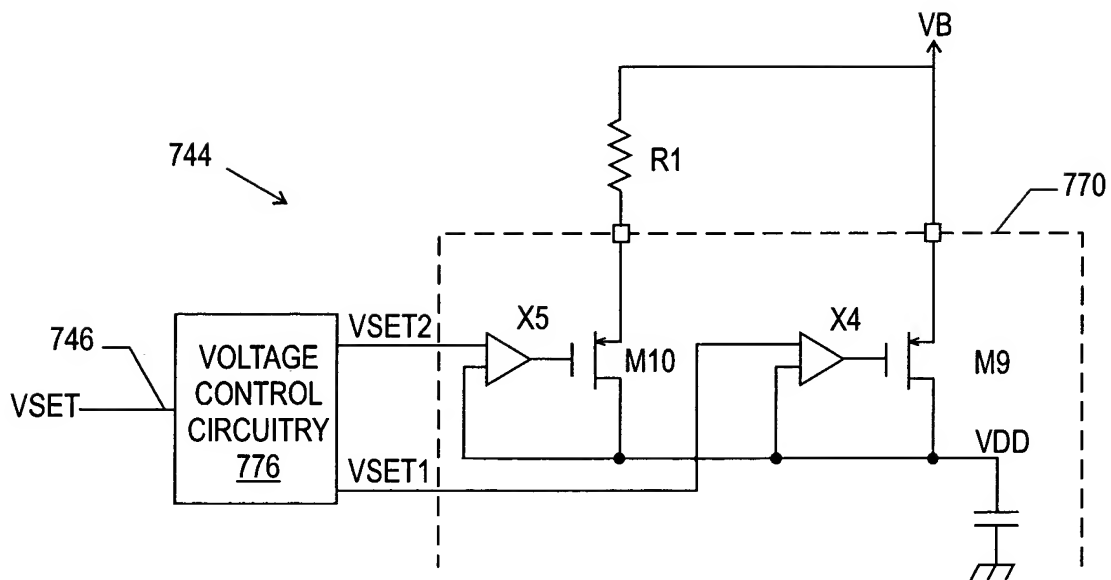 VB
R1
744
770
746
VSET
VOLTAGE
CONTROL
CIRCUITRY
776
VSET2
VSET1
X5
M10
X4
M9
VDD